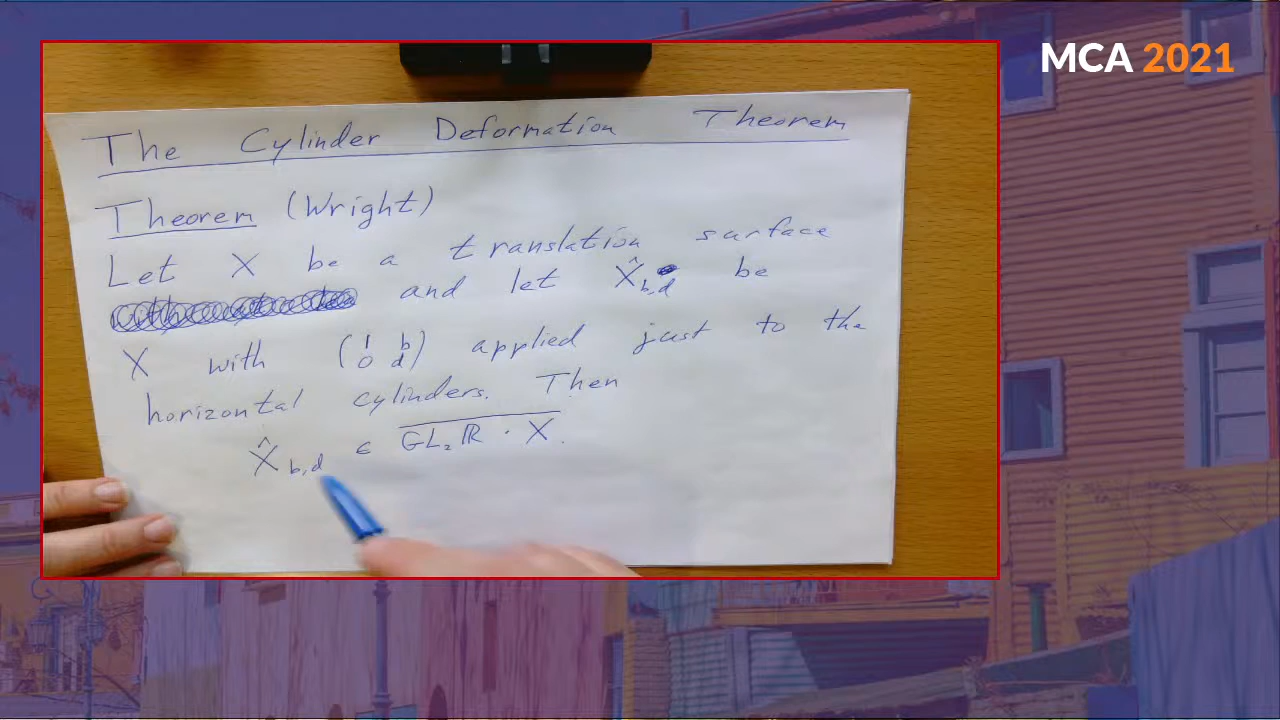 MCA 2021
The Cylinder Deformation Theorem
Theorem (Wright)
Let X be a translation surface
and let X̂_{b,d} be
X with (1 b
0 d) applied just to the
horizontal cylinders. Then
X̂_{b,d} ∈ \overline{GL₂ℝ · X}.